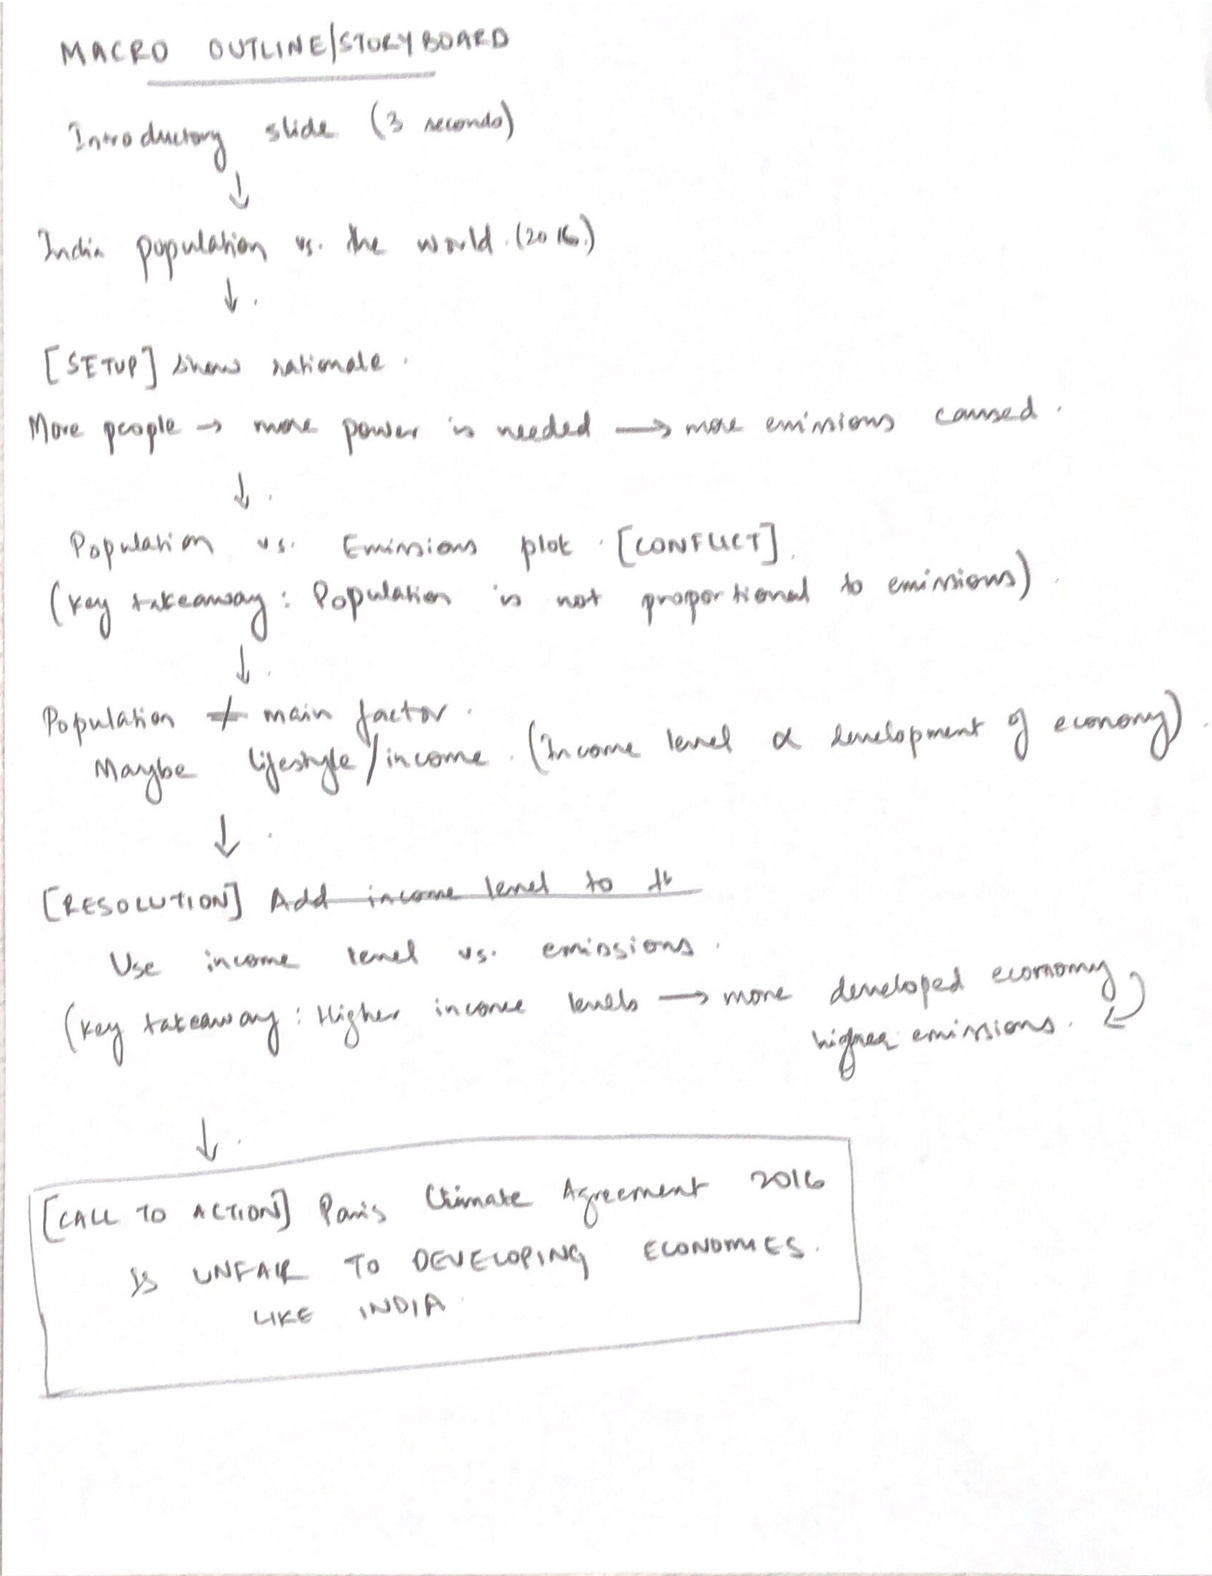 MACRO OUTLINE/STORYBOARD
Introductory slide (3 seconds)
↓
India population vs. the world. (2016.)
↓.
[SETUP] show rationale.
More people → more power is needed → more emissions caused.
↓.
Population vs. Emissions plot. [CONFLICT].
(Key takeaway: Population is not proportional to emissions).
↓.
Population ≠ main factor.
Maybe lifestyle/income. (Income level α development of economy).
↓.
[RESOLUTION] Add income level to th
Use income level vs. emissions.
(Key takeaway: Higher income levels → more developed economy
higher emissions.
↓.
[CALL TO ACTION] Paris Climate Agreement 2016
IS UNFAIR TO DEVELOPING ECONOMIES.
LIKE INDIA